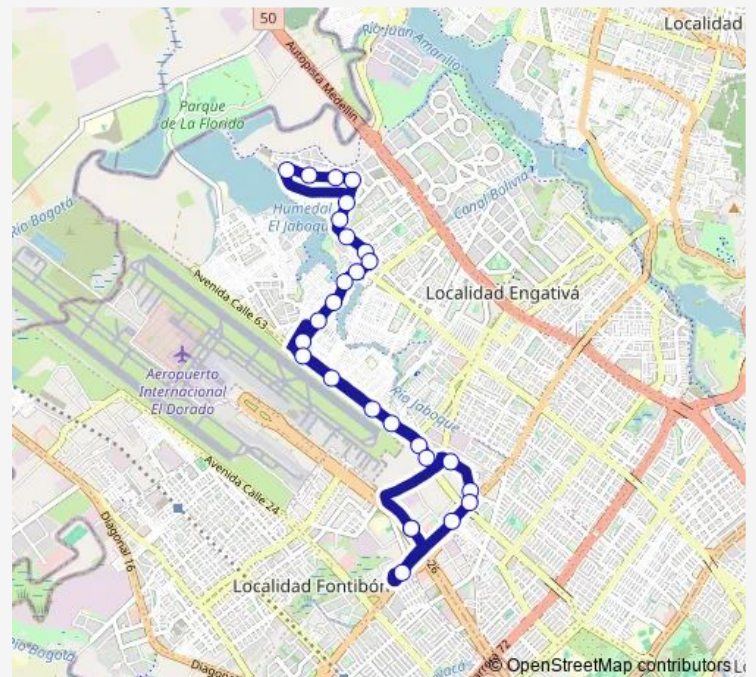 50
Localidad
Río Juan Amarillo
Autopista Medellín
Parque
de La Florida
Humedal
El Jaboque
Canal Bolivia
Río Bogotá
Avenida Calle 63
Localidad Engativá
Aeropuerto
Internacional
El Dorado
Río Jaboque
Avenida Calle 24
Diagonal 16
Localidad Fontibón
26
Río Bogotá
Diagonal
72
© OpenStreetMap contributors